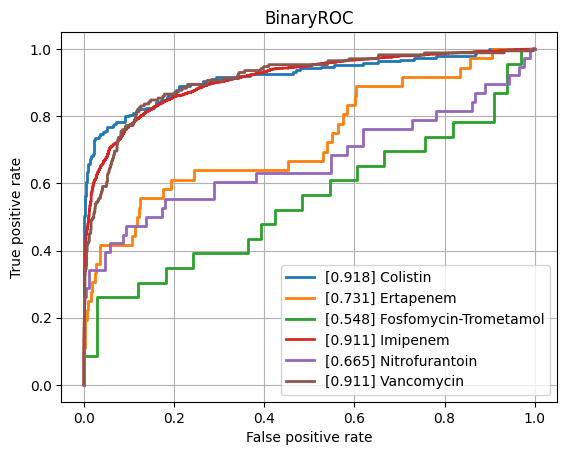 BinaryROC
True positive rate
1.0
0.8
0.6
0.4
0.2
0.0
[0.918] Colistin
[0.731] Ertapenem
[0.548] Fosfomycin-Trometamol
[0.911] Imipenem
[0.665] Nitrofurantoin
[0.911] Vancomycin
0.0 0.2 0.4 0.6 0.8 1.0
False positive rate